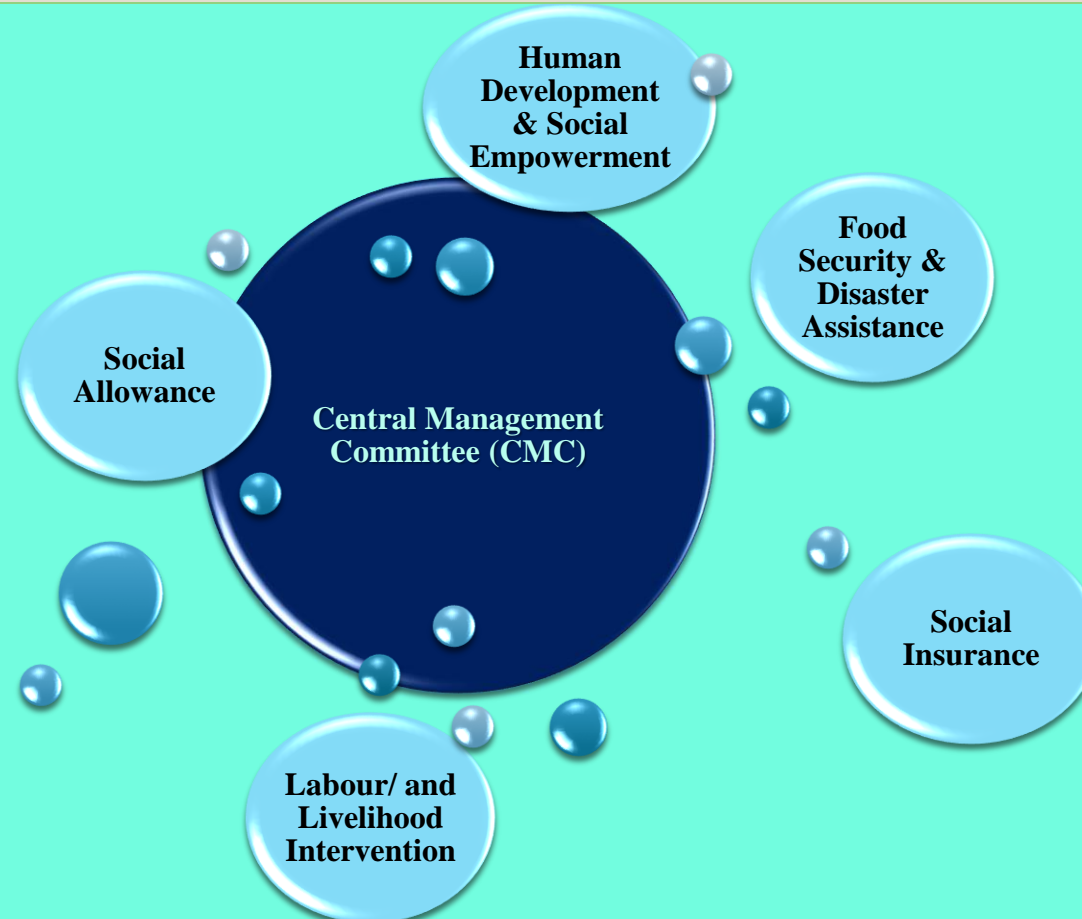 Human
Development
& Social
Empowerment
Food
Security &
Disaster
Assistance
Social
Allowance
Central Management
Committee (CMC)
Social
Insurance
Labour/ and
Livelihood
Intervention